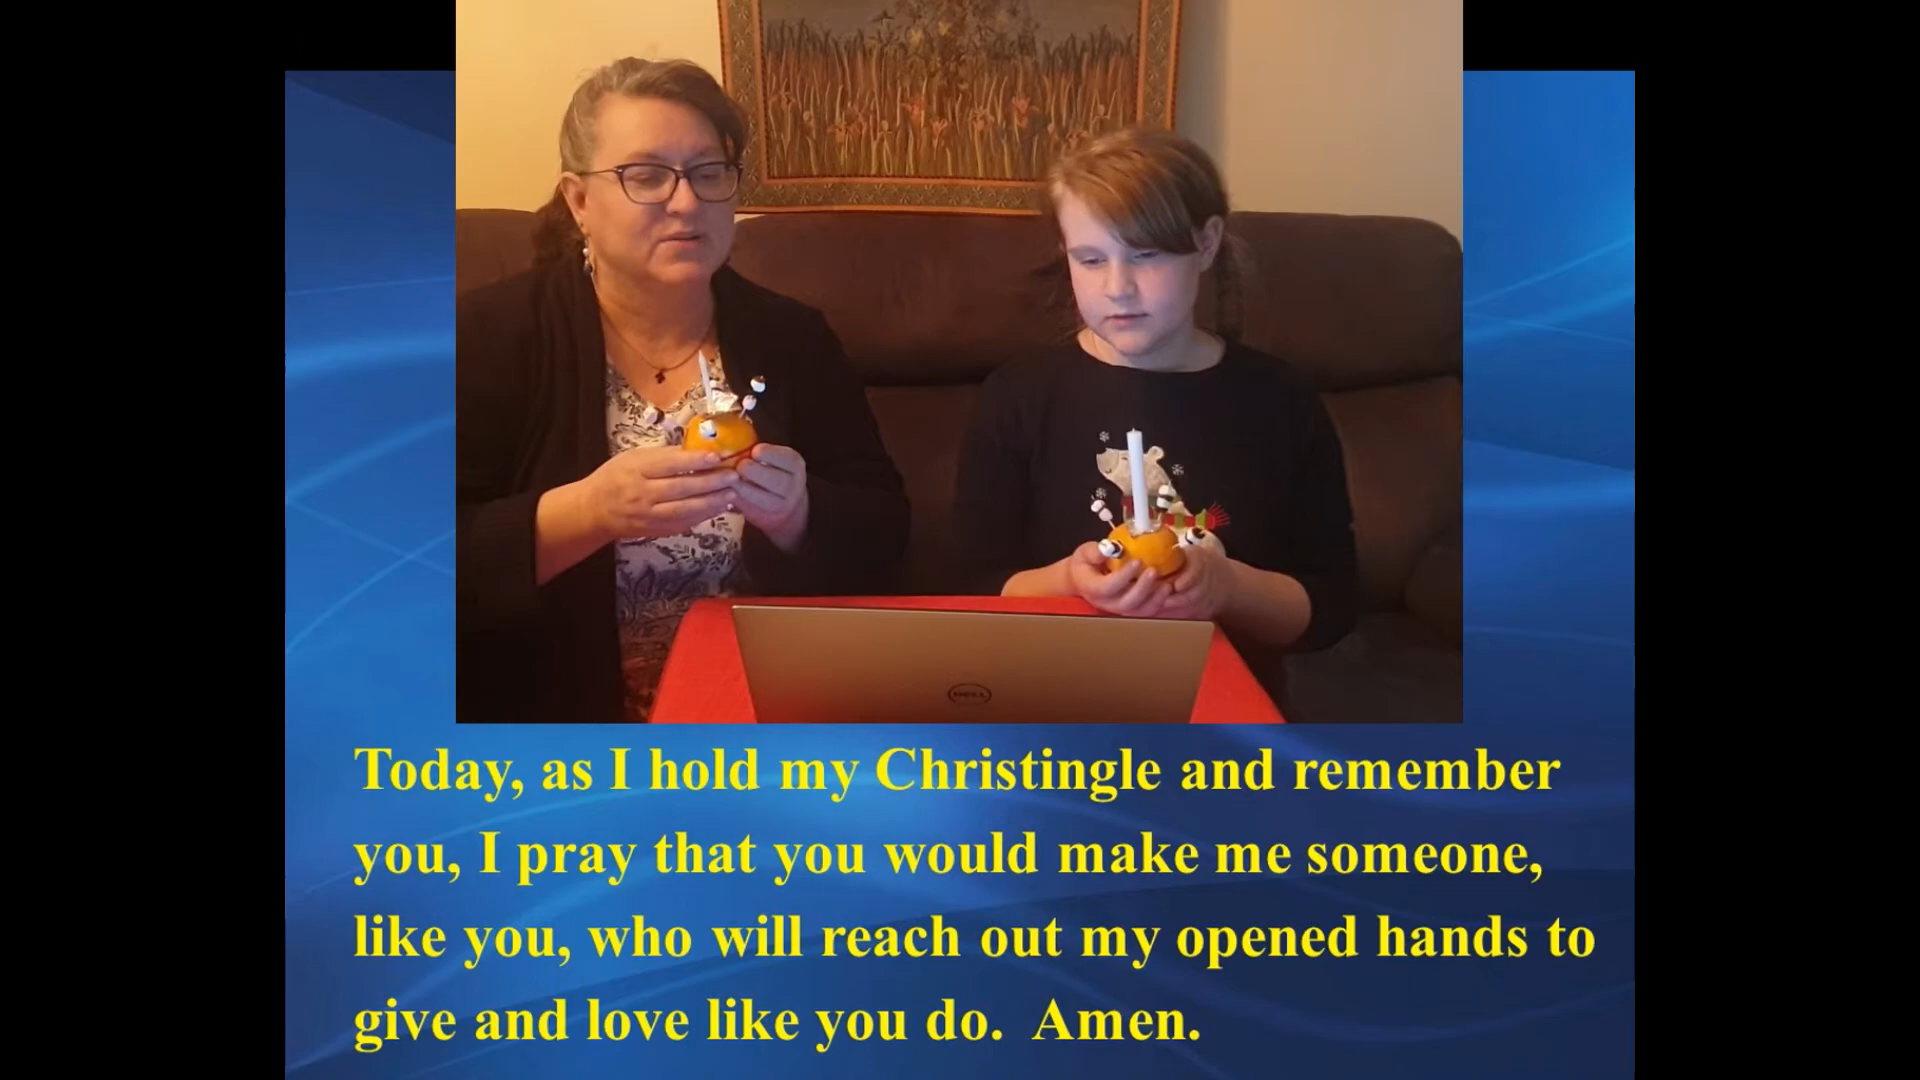 DELL
Today, as I hold my Christingle and remember
you, I pray that you would make me someone,
like you, who will reach out my opened hands to
give and love like you do.  Amen.